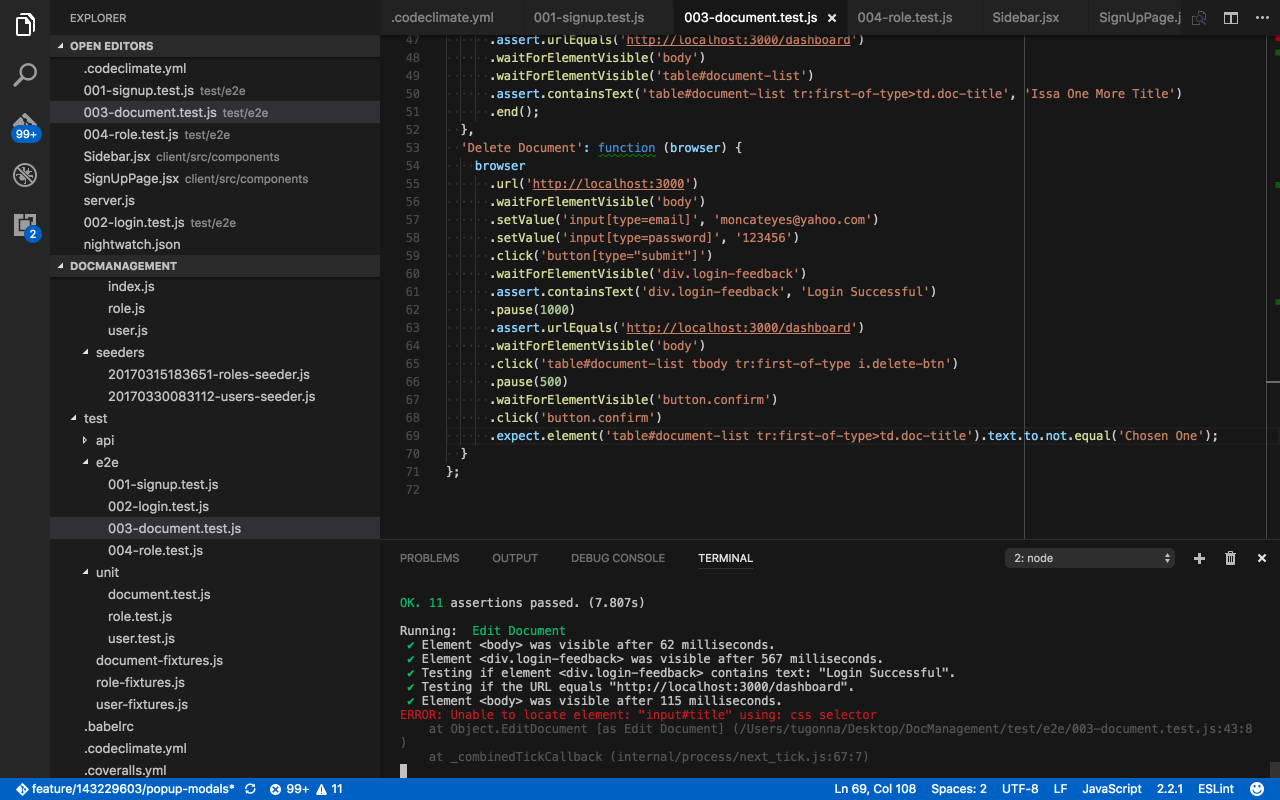 EXPLORER
OPEN EDITORS
.codeclimate.yml
001-signup.test.js test/e2e
003-document.test.js test/e2e
004-role.test.js test/e2e
Sidebar.jsx client/src/components
SignUpPage.jsx client/src/components
server.js
002-login.test.js test/e2e
nightwatch.json
99+
2
DOCMANAGEMENT
index.js
role.js
user.js
seeders
20170315183651-roles-seeder.js
20170330083112-users-seeder.js
test
api
e2e
001-signup.test.js
002-login.test.js
003-document.test.js
004-role.test.js
unit
document.test.js
role.test.js
user.test.js
document-fixtures.js
role-fixtures.js
user-fixtures.js
.babelrc
.codeclimate.yml
.coveralls.yml
.codeclimate.yml 001-signup.test.js 003-document.test.js × 004-role.test.js Sidebar.jsx SignUpPage.j
47 .assert.urlEquals('http://localhost:3000/dashboard')
48 .waitForElementVisible('body')
49 .waitForElementVisible('table#document-list')
50 .assert.containsText('table#document-list tr:first-of-type>td.doc-title', 'Issa One More Title')
51 .end();
52 },
53 'Delete Document': function (browser) {
54 browser
55 .url('http://localhost:3000')
56 .waitForElementVisible('body')
57 .setValue('input[type=email]', 'moncateyes@yahoo.com')
58 .setValue('input[type=password]', '123456')
59 .click('button[type="submit"]')
60 .waitForElementVisible('div.login-feedback')
61 .assert.containsText('div.login-feedback', 'Login Successful')
62 .pause(1000)
63 .assert.urlEquals('http://localhost:3000/dashboard')
64 .waitForElementVisible('body')
65 .click('table#document-list tbody tr:first-of-type i.delete-btn')
66 .pause(500)
67 .waitForElementVisible('button.confirm')
68 .click('button.confirm')
69 .expect.element('table#document-list tr:first-of-type>td.doc-title').text.to.not.equal('Chosen One');
70 }
71 };
72
PROBLEMS OUTPUT DEBUG CONSOLE TERMINAL 2: node
OK. 11 assertions passed. (7.807s)
Running: Edit Document
✔ Element <body> was visible after 62 milliseconds.
✔ Element <div.login-feedback> was visible after 567 milliseconds.
✔ Testing if element <div.login-feedback> contains text: "Login Successful".
✔ Testing if the URL equals "http://localhost:3000/dashboard".
✔ Element <body> was visible after 115 milliseconds.
ERROR: Unable to locate element: "input#title" using: css selector
at Object.EditDocument [as Edit Document] (/Users/tugonna/Desktop/DocManagement/test/e2e/003-document.test.js:43:8
)
at _combinedTickCallback (internal/process/next_tick.js:67:7)
feature/143229603/popup-modals* 99+ 11 Ln 69, Col 108 Spaces: 2 UTF-8 LF JavaScript 2.2.1 ESLint